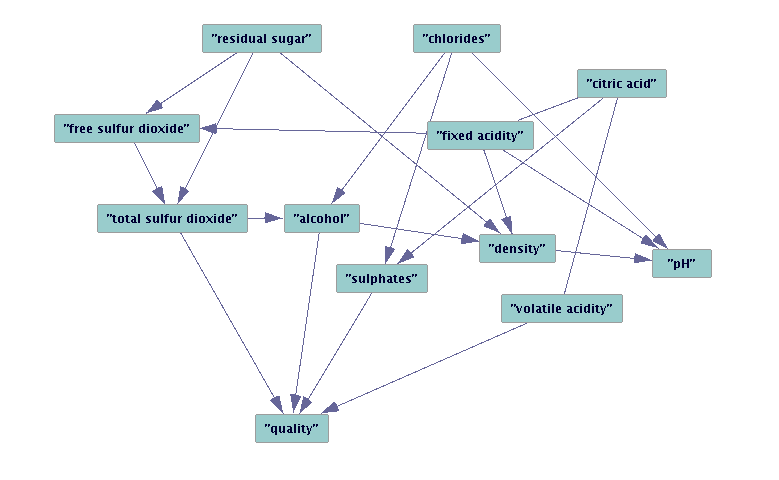 "residual sugar"
"chlorides"
"citric acid"
"free sulfur dioxide"
"fixed acidity"
"total sulfur dioxide"
"alcohol"
"density"
"pH"
"sulphates"
"volatile acidity"
"quality"